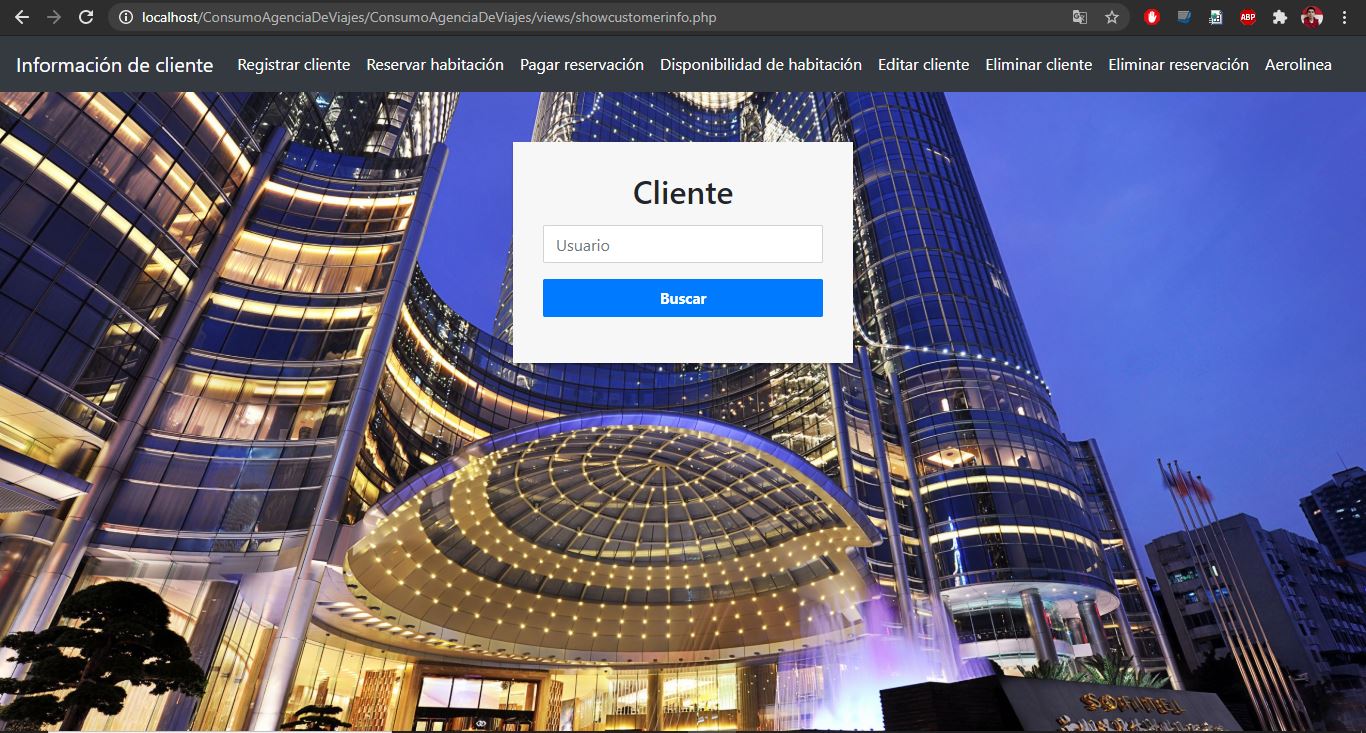 localhost/ConsumoAgenciaDeViajes/ConsumoAgenciaDeViajes/views/showcustomerinfo.php
ABP
Información de cliente Registrar cliente Reservar habitación Pagar reservación Disponibilidad de habitación Editar cliente Eliminar cliente Eliminar reservación Aerolinea
Cliente
Usuario
Buscar
SOFITEL